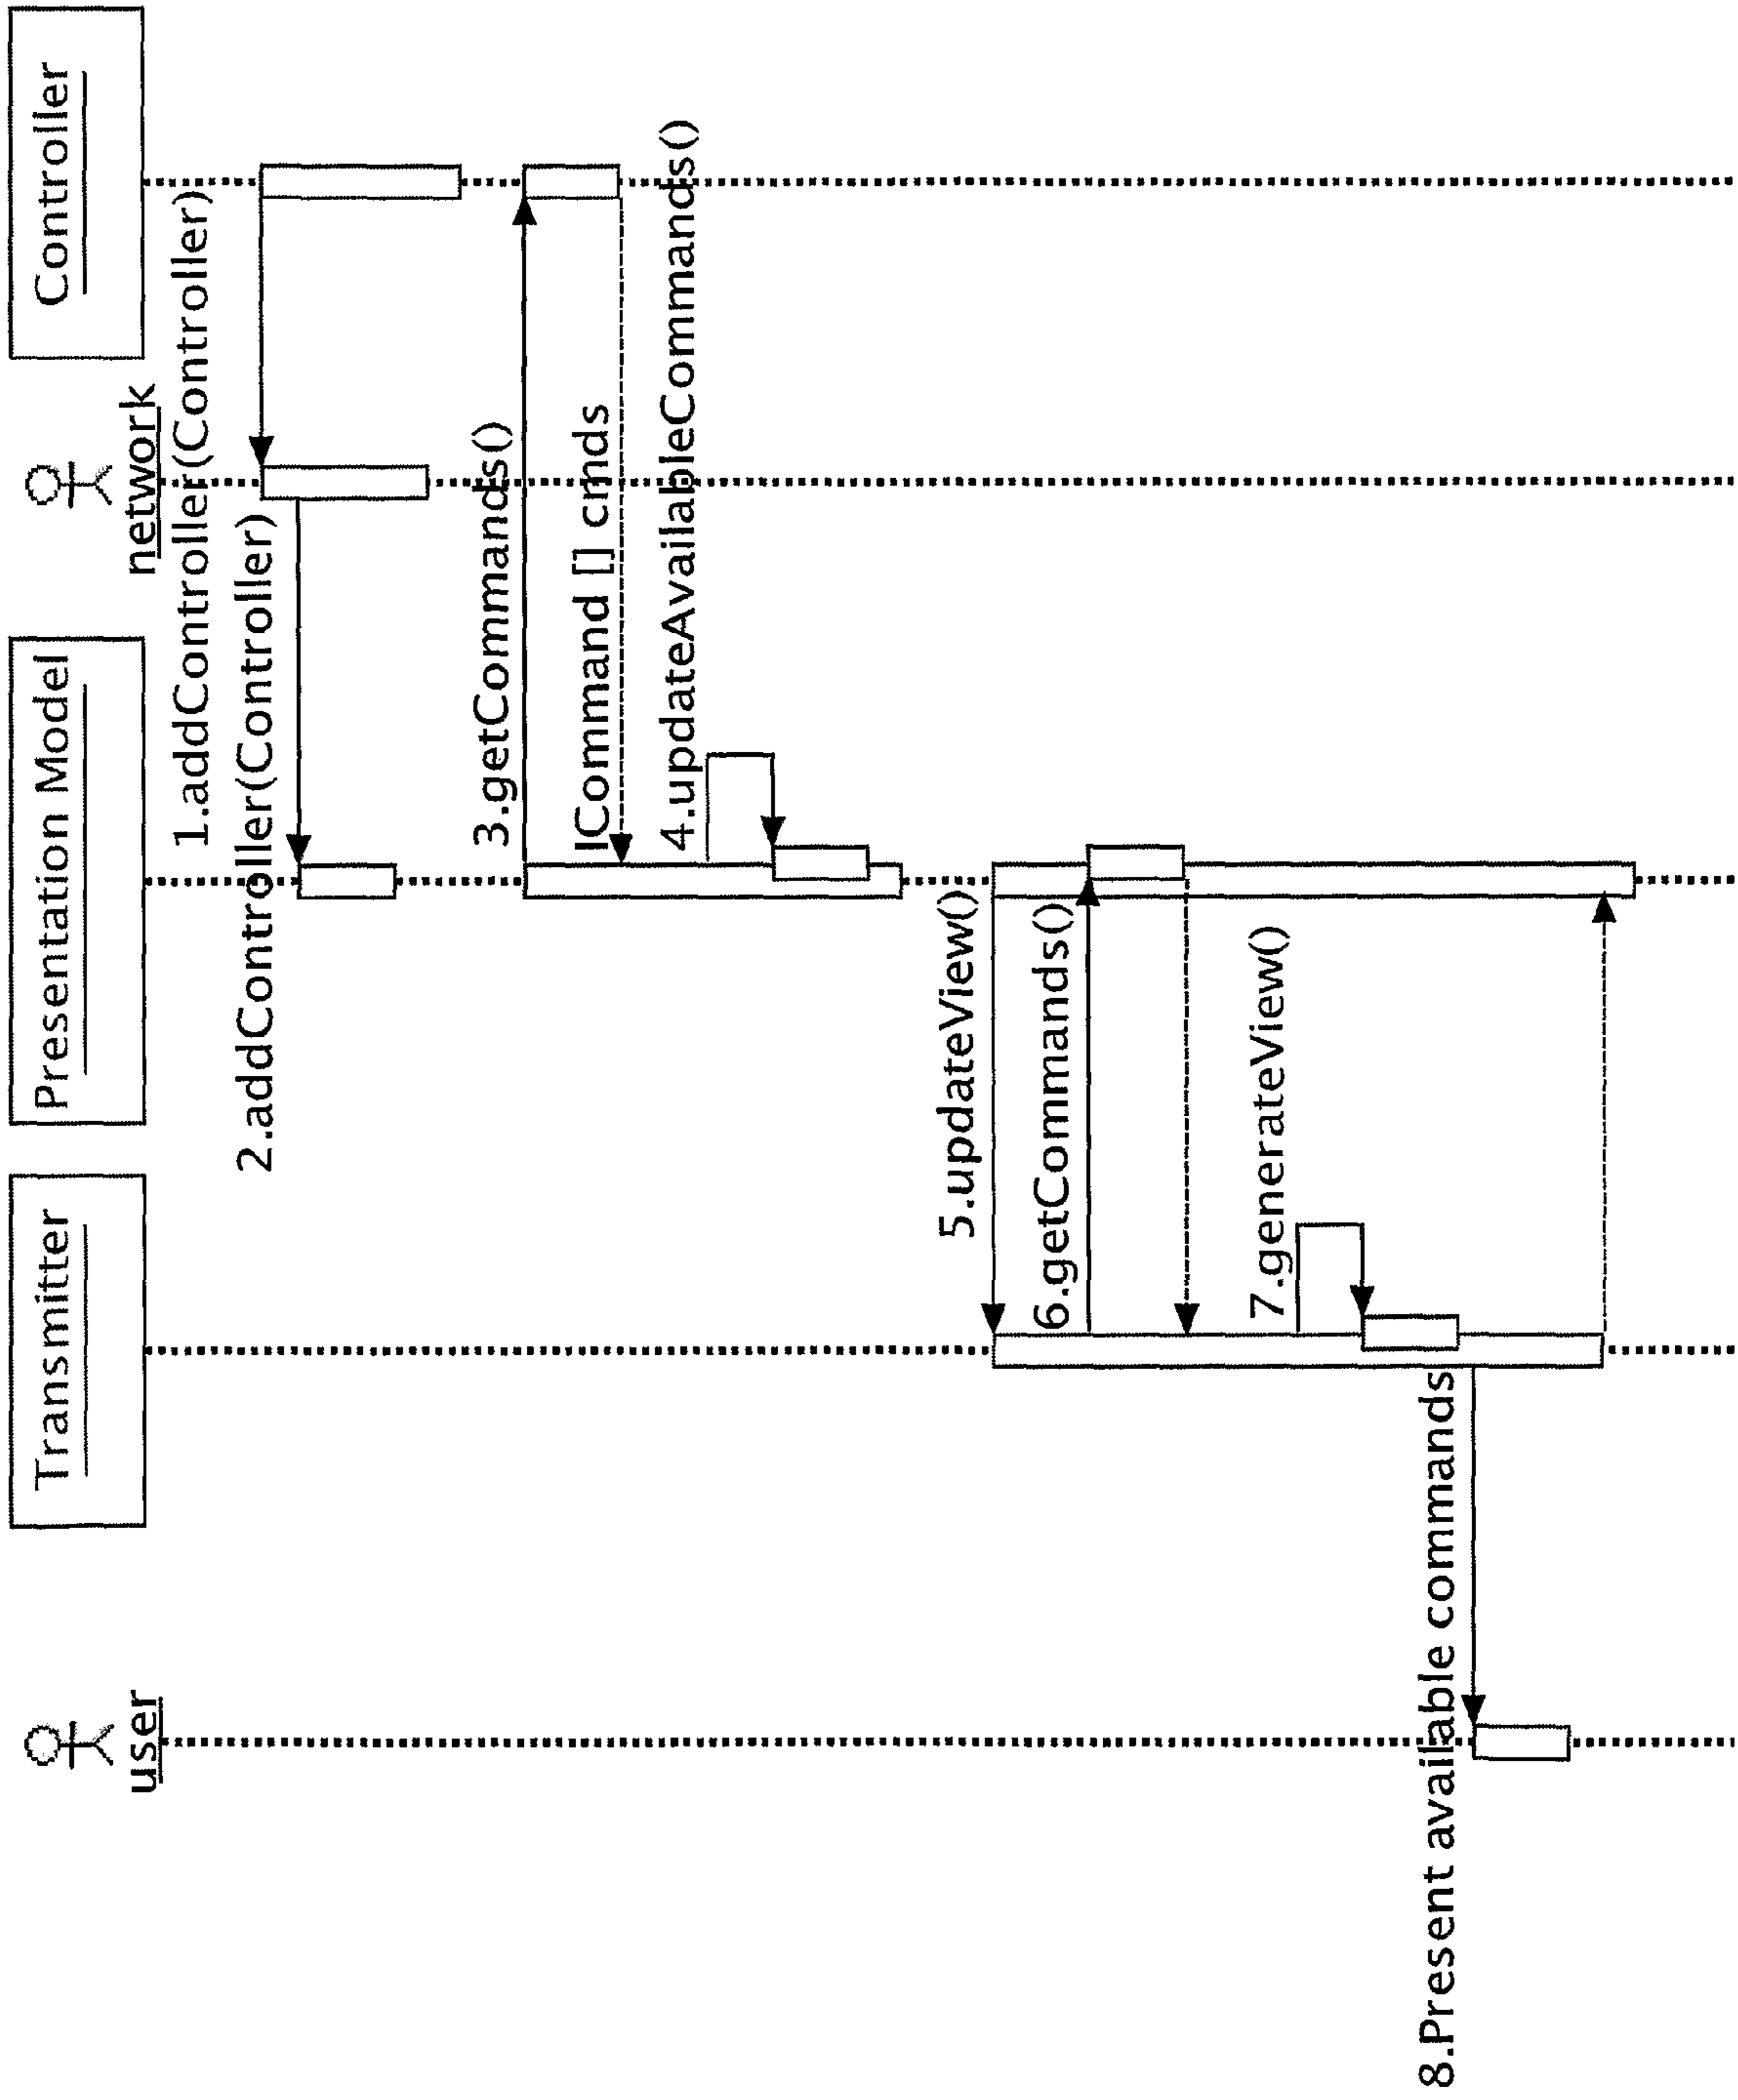 user
Transmitter
Presentation Model
network
Controller
1.addController(Controller)
2.addController(Controller)
3.getCommands()
ICommand [] cmds
4.updateAvailableCommands()
5.updateView()
6.getCommands()
7.generateView()
8.Present available commands